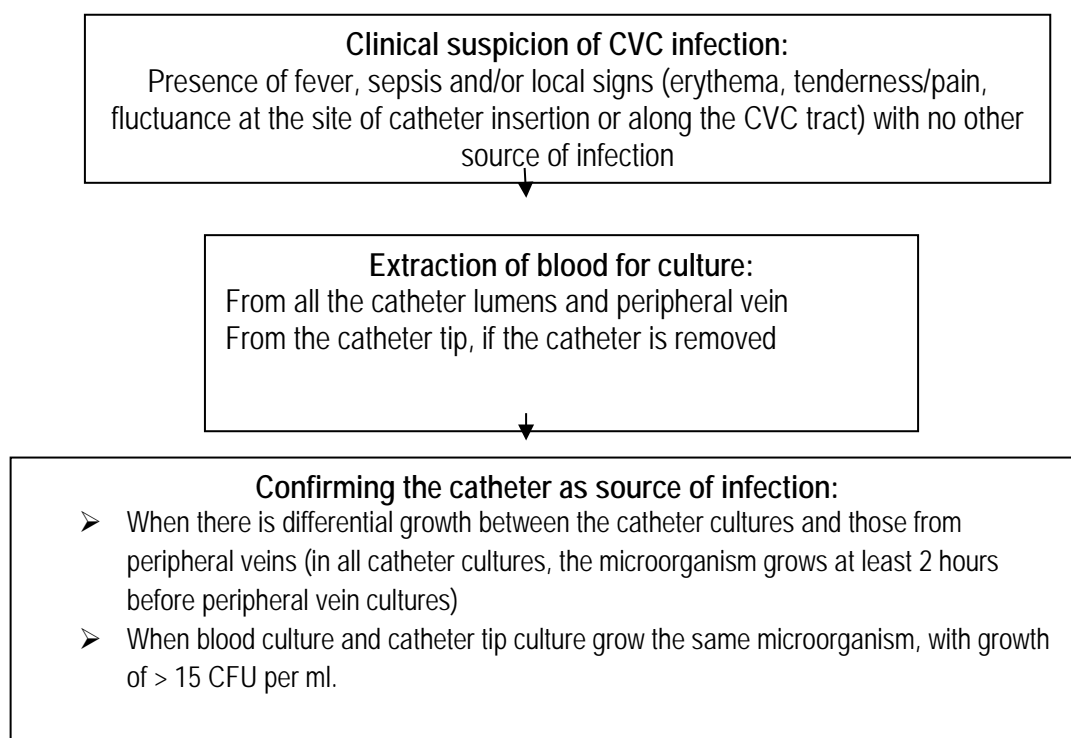 Clinical suspicion of CVC infection:
Presence of fever, sepsis and/or local signs (erythema, tenderness/pain,
fluctuance at the site of catheter insertion or along the CVC tract) with no other
source of infection
Extraction of blood for culture:
From all the catheter lumens and peripheral vein
From the catheter tip, if the catheter is removed
Confirming the catheter as source of infection:
➢ When there is differential growth between the catheter cultures and those from
peripheral veins (in all catheter cultures, the microorganism grows at least 2 hours
before peripheral vein cultures)
➢ When blood culture and catheter tip culture grow the same microorganism, with growth
of > 15 CFU per ml.